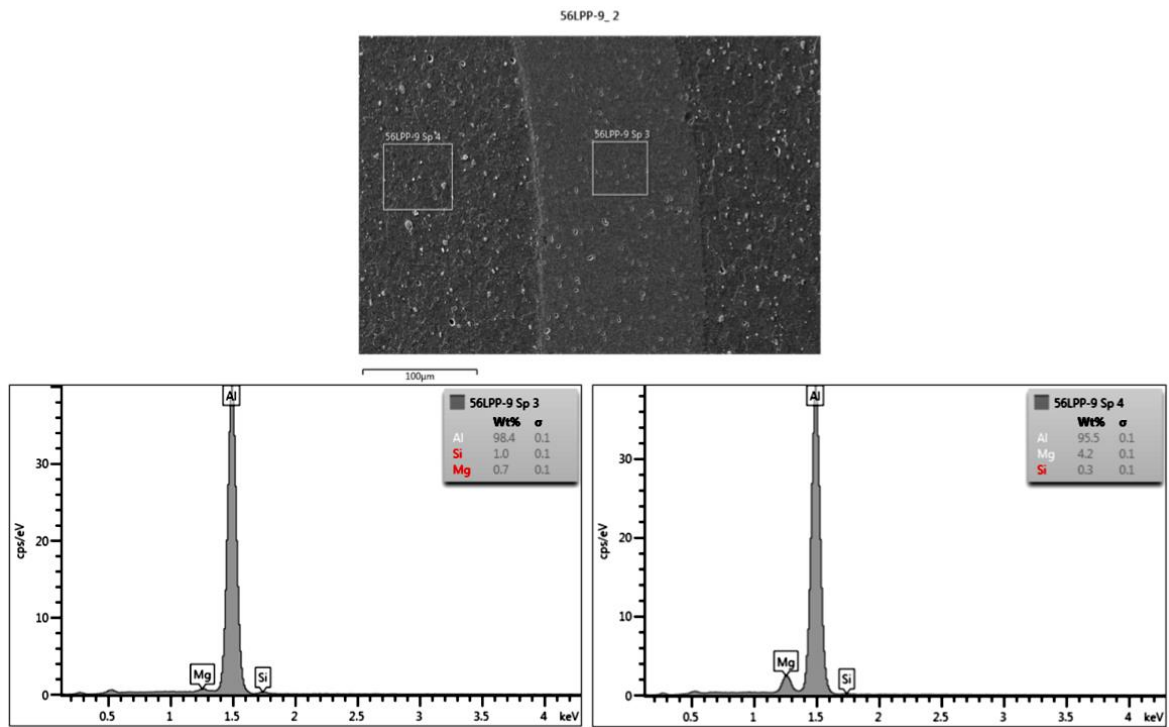 56LPP-9_ 2
56LPP-9 Sp 4
56LPP-9 Sp 3
100µm
56LPP-9 Sp 3
Wt% σ
Al 98.4 0.1
Si 1.0 0.1
Mg 0.7 0.1
Al
Mg
Si
cps/eV
30
20
10
0
0.5 1 1.5 2 2.5 3 3.5 4 keV
56LPP-9 Sp 4
Wt% σ
Al 95.5 0.1
Mg 4.2 0.1
Si 0.3 0.1
Al
Mg
Si
cps/eV
30
20
10
0
0.5 1 1.5 2 2.5 3 3.5 4 keV